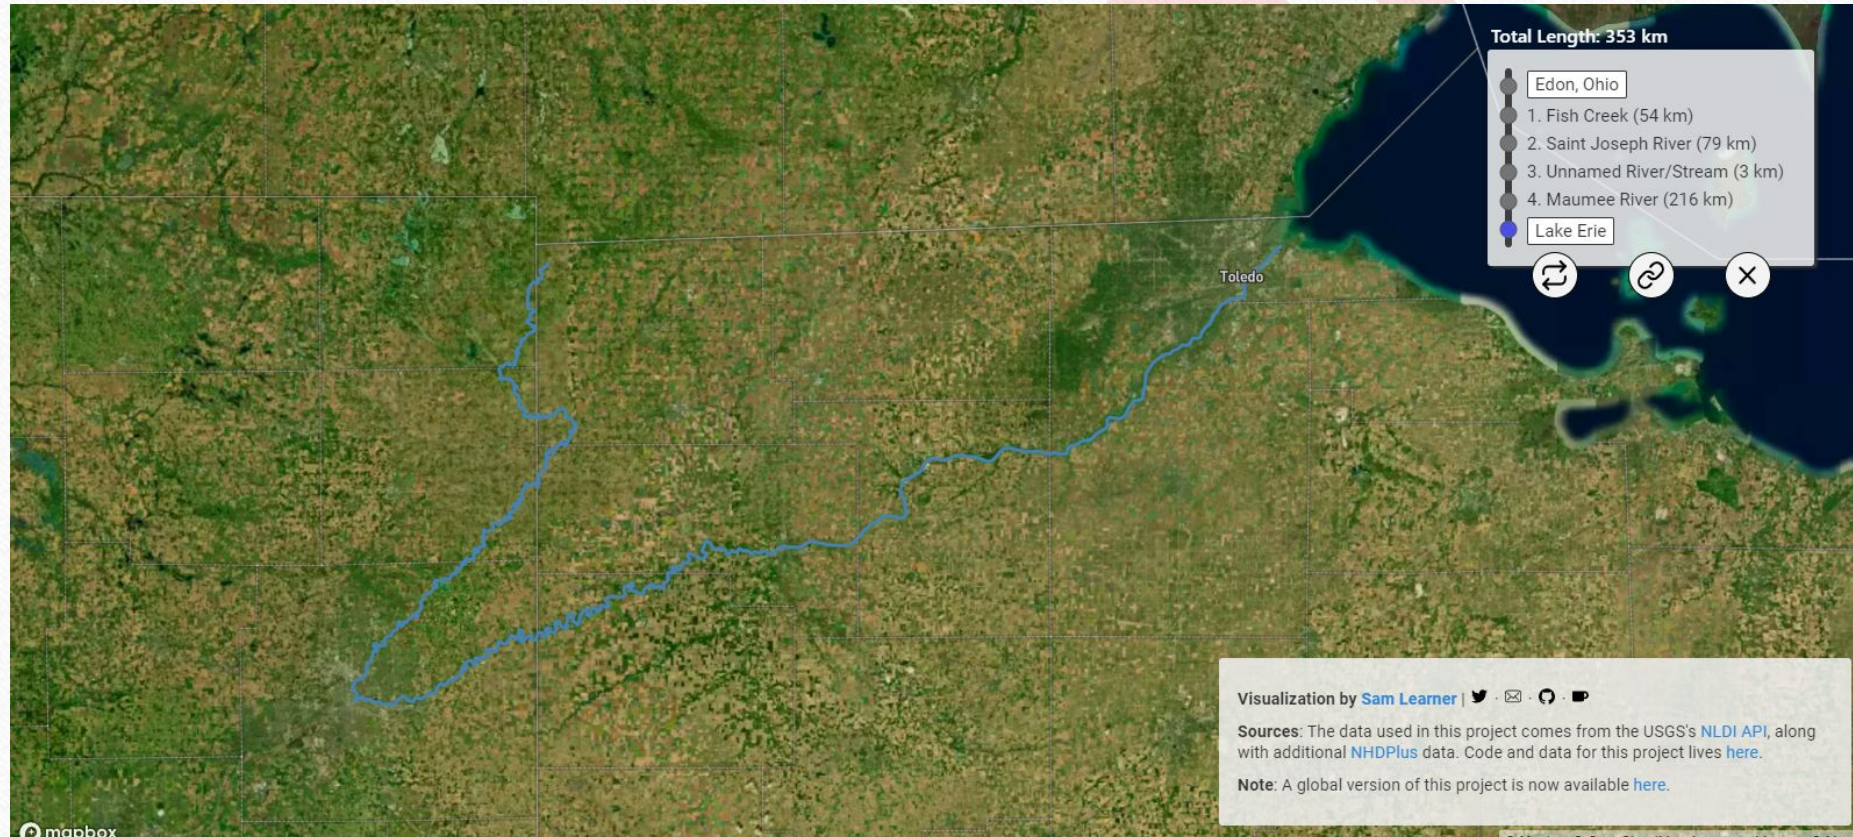 Total Length: 353 km
Edon, Ohio
1. Fish Creek (54 km)
2. Saint Joseph River (79 km)
3. Unnamed River/Stream (3 km)
4. Maumee River (216 km)
Lake Erie
Toledo
Visualization by Sam Learner | · · ·
Sources: The data used in this project comes from the USGS's NLDI API, along
with additional NHDPlus data. Code and data for this project lives here.
Note: A global version of this project is now available here.
mapbox